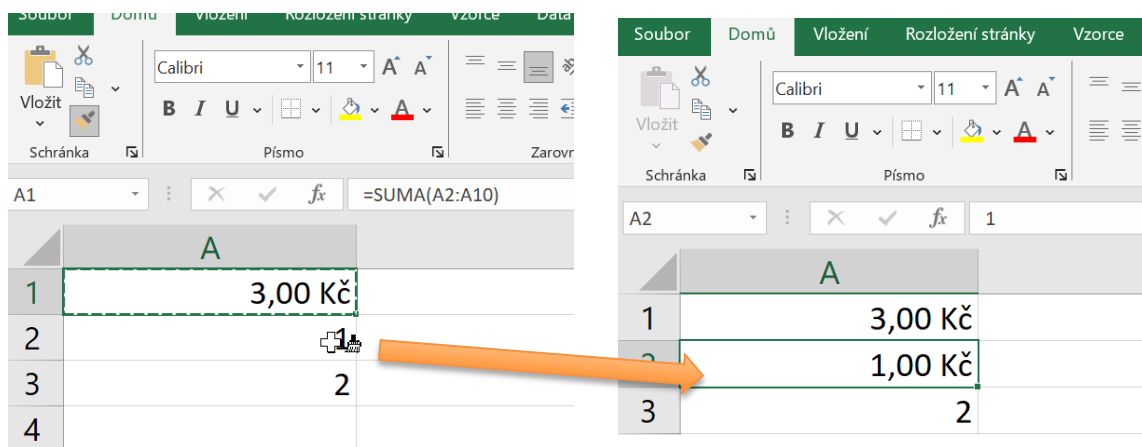 Soubor Domů Vložení Rozložení stránky Vzorce Data
Calibri 11 A A
Vložit
B I U A
Schránka Písmo Zarovn
A1 fx =SUMA(A2:A10)
A
1 3,00 Kč
2 1
3 2
4
Soubor Domů Vložení Rozložení stránky Vzorce
Calibri 11 A A
Vložit
B I U A
Schránka Písmo
A2 fx 1
A
1 3,00 Kč
2 1,00 Kč
3 2